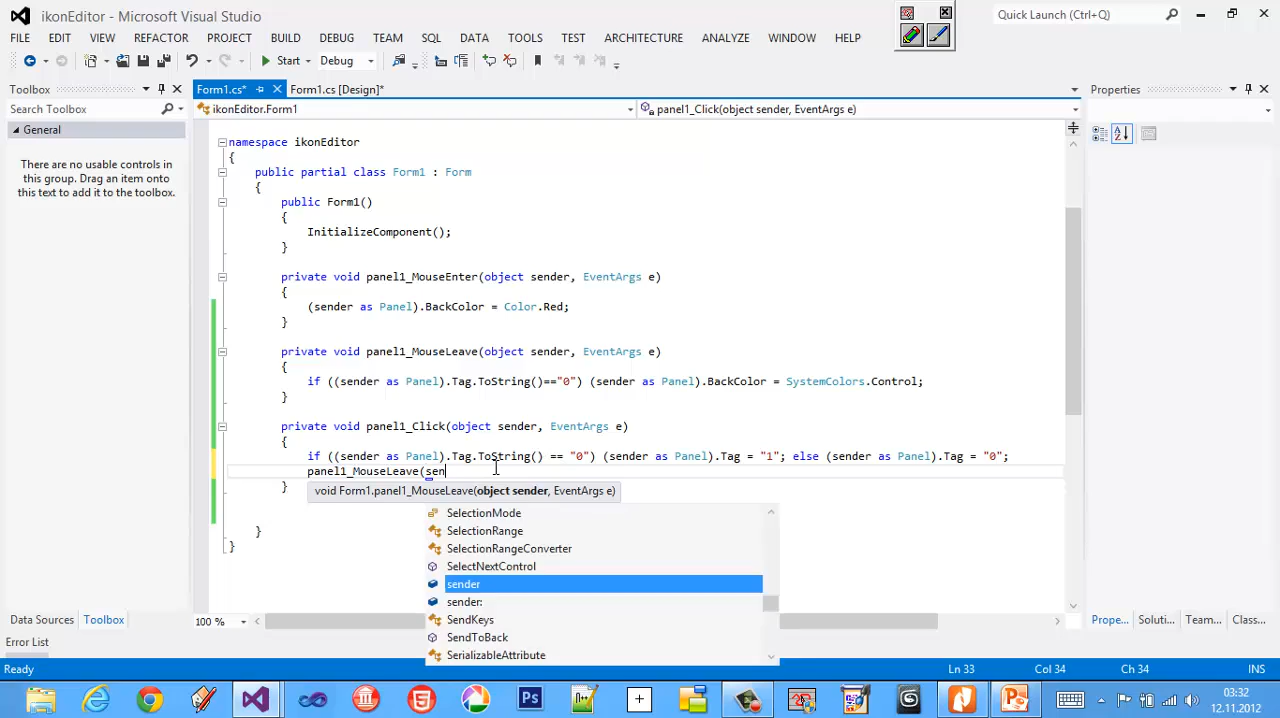 ikonEditor - Microsoft Visual Studio
Quick Launch (Ctrl+Q)
FILE EDIT VIEW REFACTOR PROJECT BUILD DEBUG TEAM SQL DATA TOOLS TEST ARCHITECTURE ANALYZE WINDOW HELP
Start Debug
Toolbox
Form1.cs* Form1.cs [Design]*
Properties
Search Toolbox
ikonEditor.Form1
panel1_Click(object sender, EventArgs e)
General
There are no usable controls in
this group. Drag an item onto
this text to add it to the toolbox.
namespace ikonEditor
{
public partial class Form1 : Form
{
public Form1()
{
InitializeComponent();
}
private void panel1_MouseEnter(object sender, EventArgs e)
{
(sender as Panel).BackColor = Color.Red;
}
private void panel1_MouseLeave(object sender, EventArgs e)
{
if ((sender as Panel).Tag.ToString()=="0") (sender as Panel).BackColor = SystemColors.Control;
}
private void panel1_Click(object sender, EventArgs e)
{
if ((sender as Panel).Tag.ToString() == "0") (sender as Panel).Tag = "1"; else (sender as Panel).Tag = "0";
panel1_MouseLeave(sen
}
void Form1.panel1_MouseLeave(object sender, EventArgs e)
SelectionMode
SelectionRange
SelectionRangeConverter
SelectNextControl
sender
sender:
SendKeys
SendToBack
SerializableAttribute
}
}
100 %
Data Sources Toolbox
Prope... Soluti... Team... Class...
Error List
Ready
Ln 33 Col 34 Ch 34 INS
Ps
03:32
12.11.2012